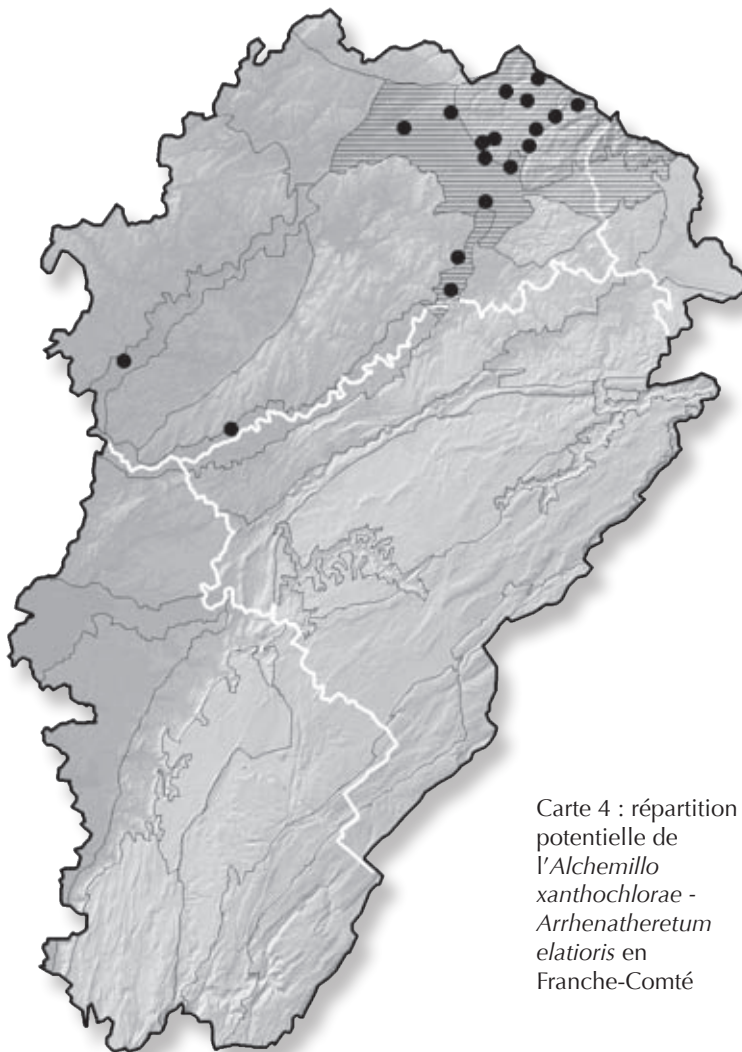 Carte 4 : répartition
potentielle de
l'Alchemillo
xanthochlorae -
Arrhenatheretum
elatioris en
Franche-Comté